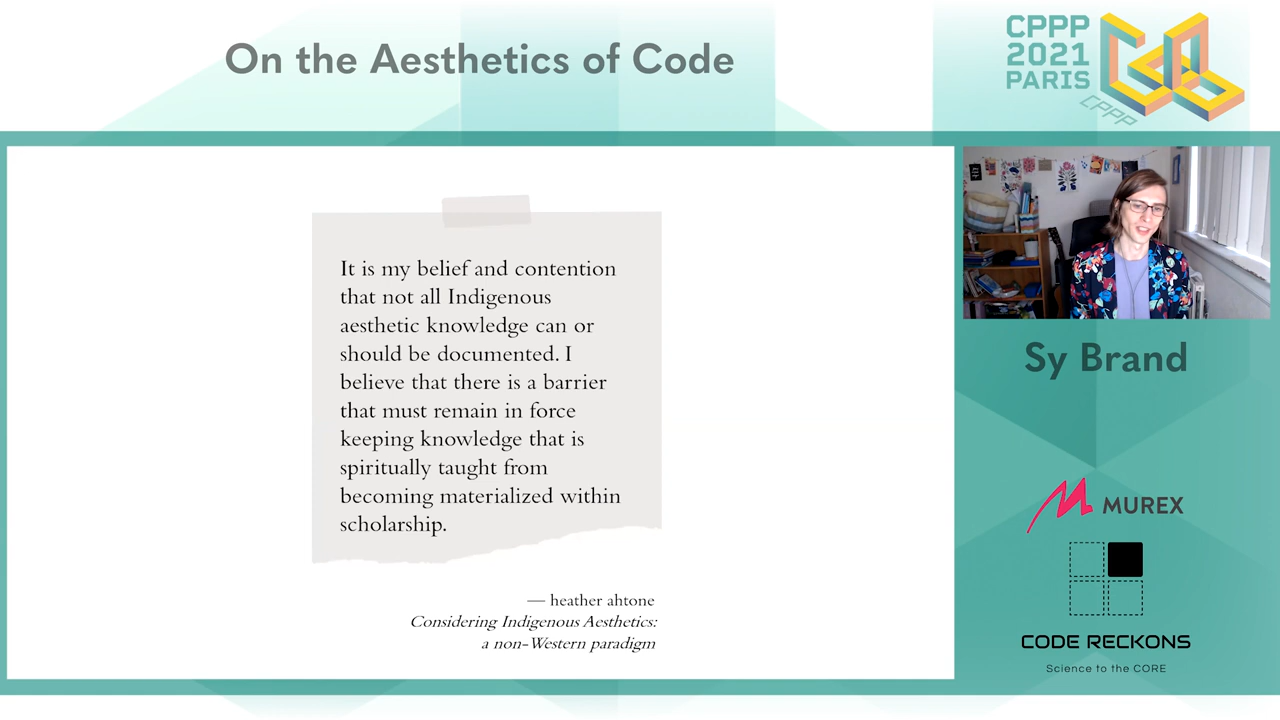 On the Aesthetics of Code
CPPP
2021
PARIS
CPPP
It is my belief and contention
that not all Indigenous
aesthetic knowledge can or
should be documented. I
believe that there is a barrier
that must remain in force
keeping knowledge that is
spiritually taught from
becoming materialized within
scholarship.
— heather ahtone
Considering Indigenous Aesthetics:
a non-Western paradigm
Sy Brand
MUREX
CODE RECKONS
Science to the CORE